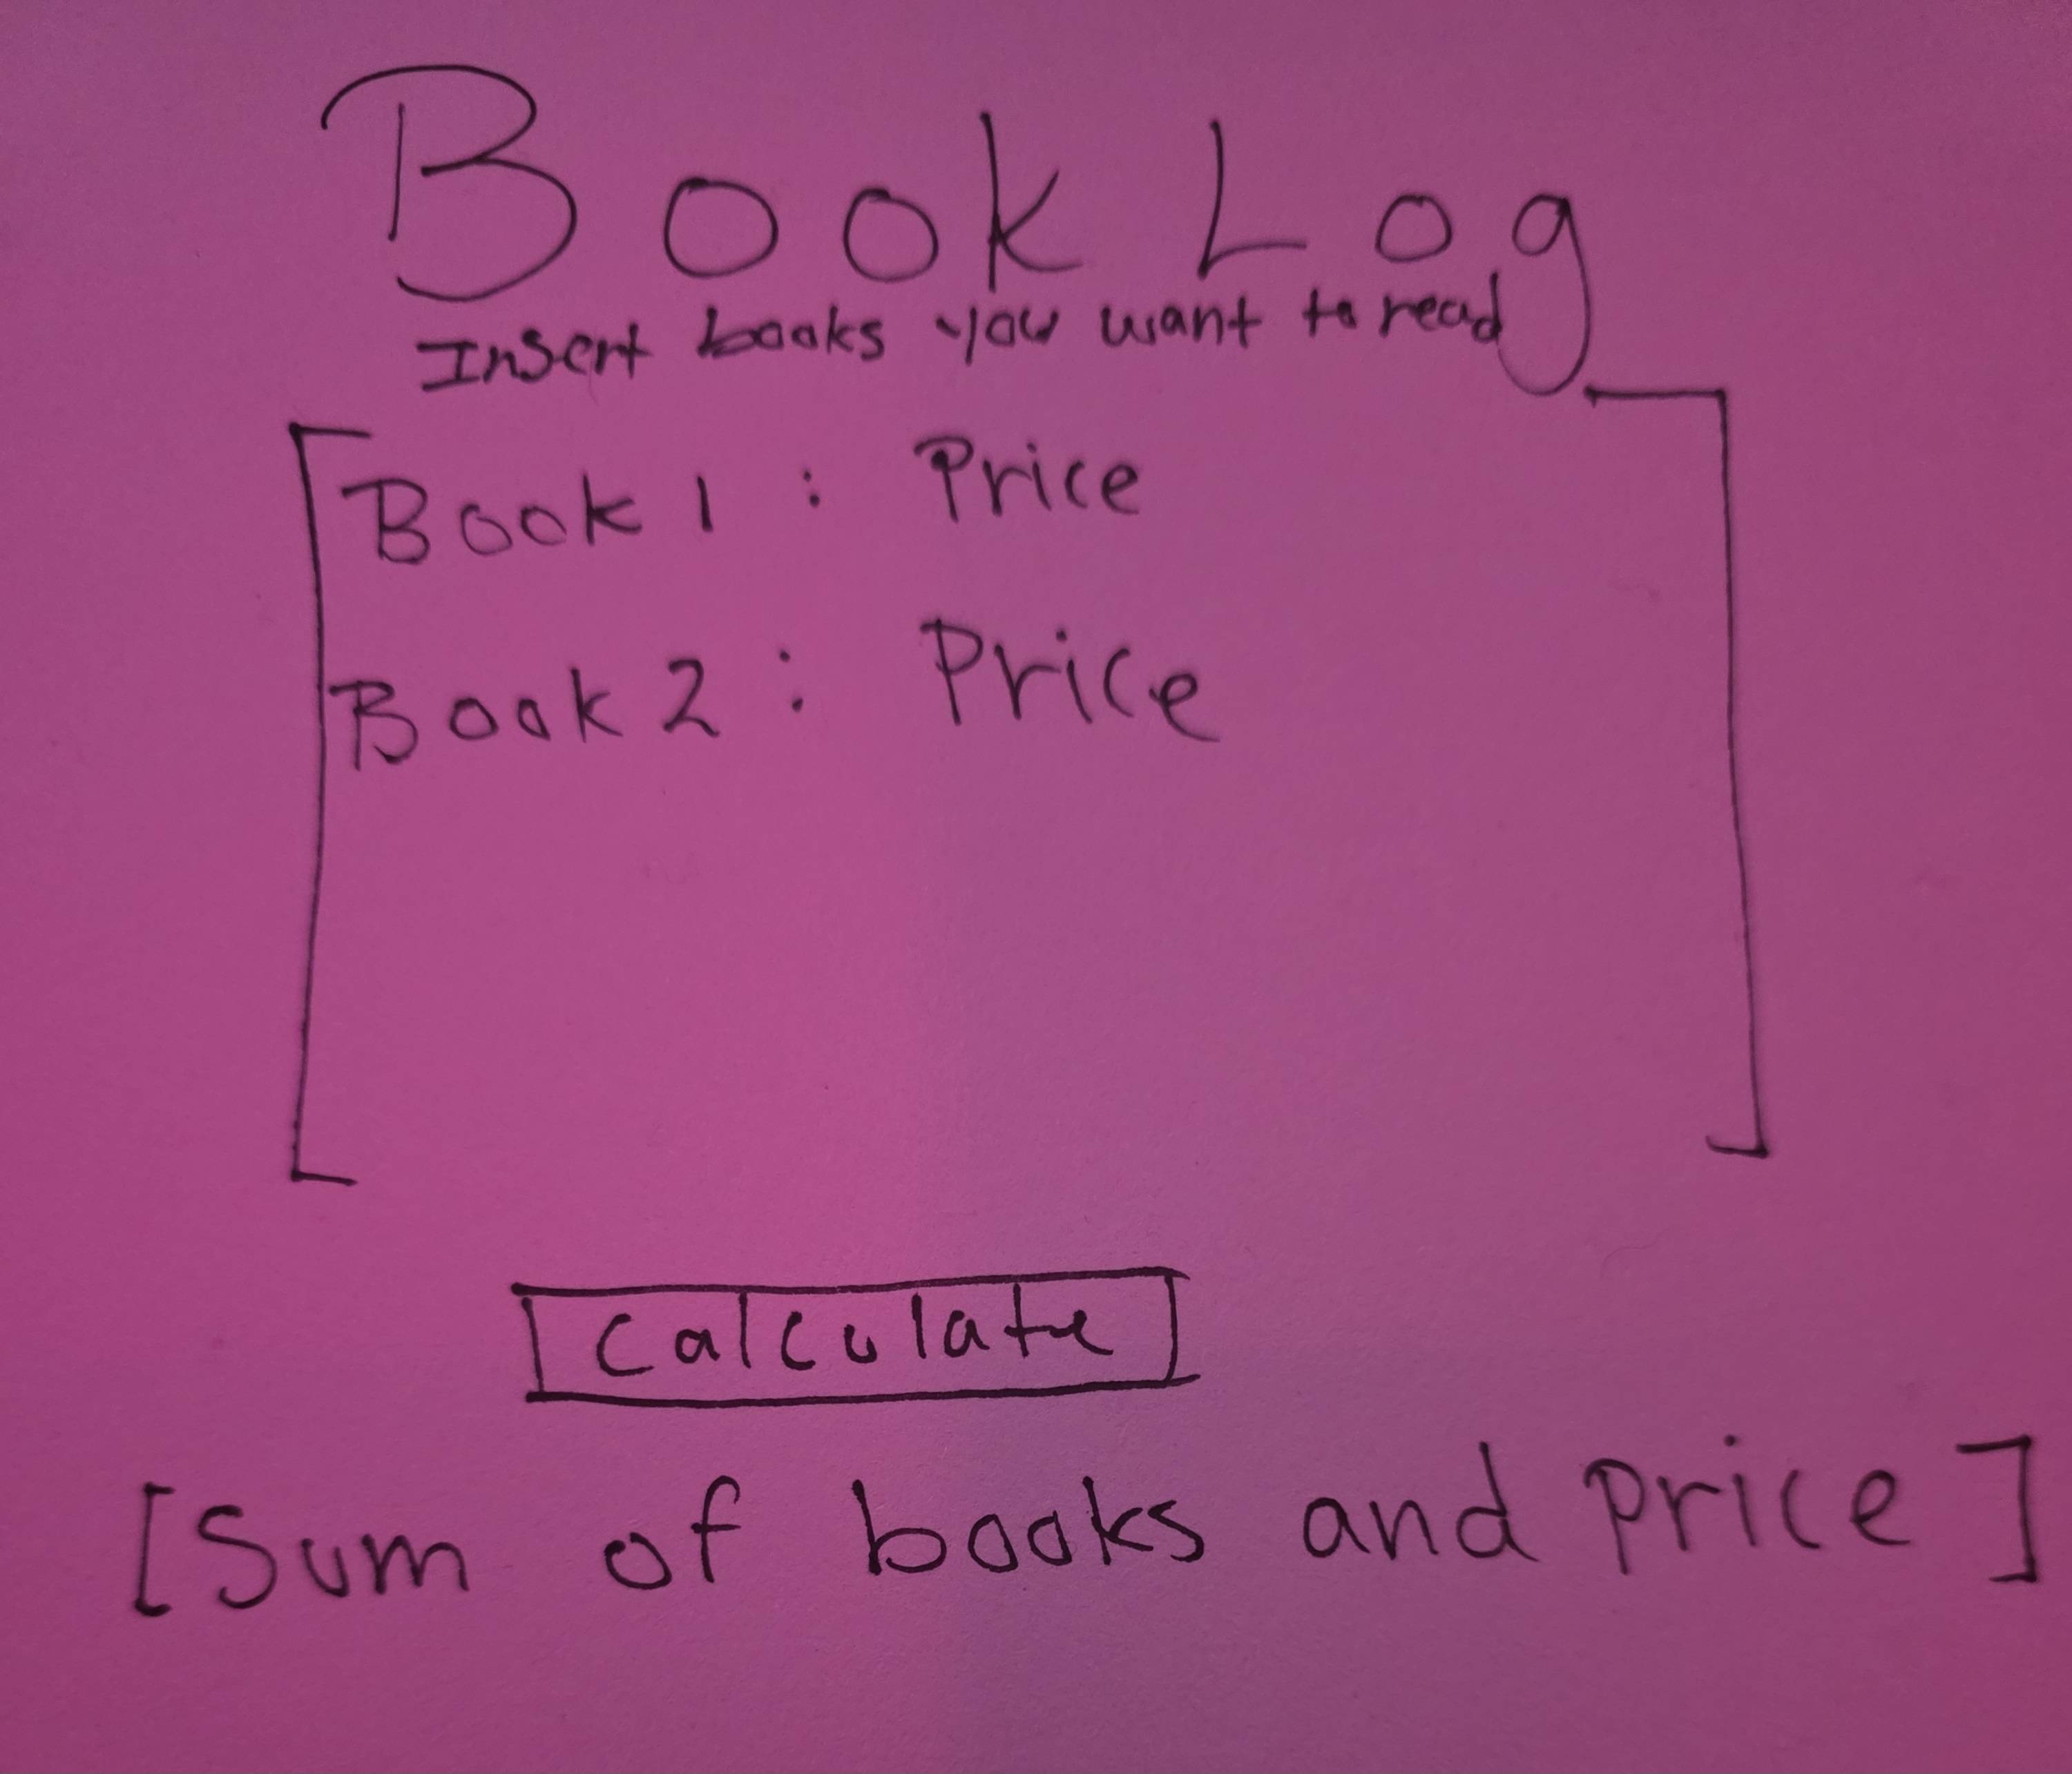 Book Log
Insert books you want to read
Book 1 : Price
Book 2 : Price
Calculate
[Sum of books and price]